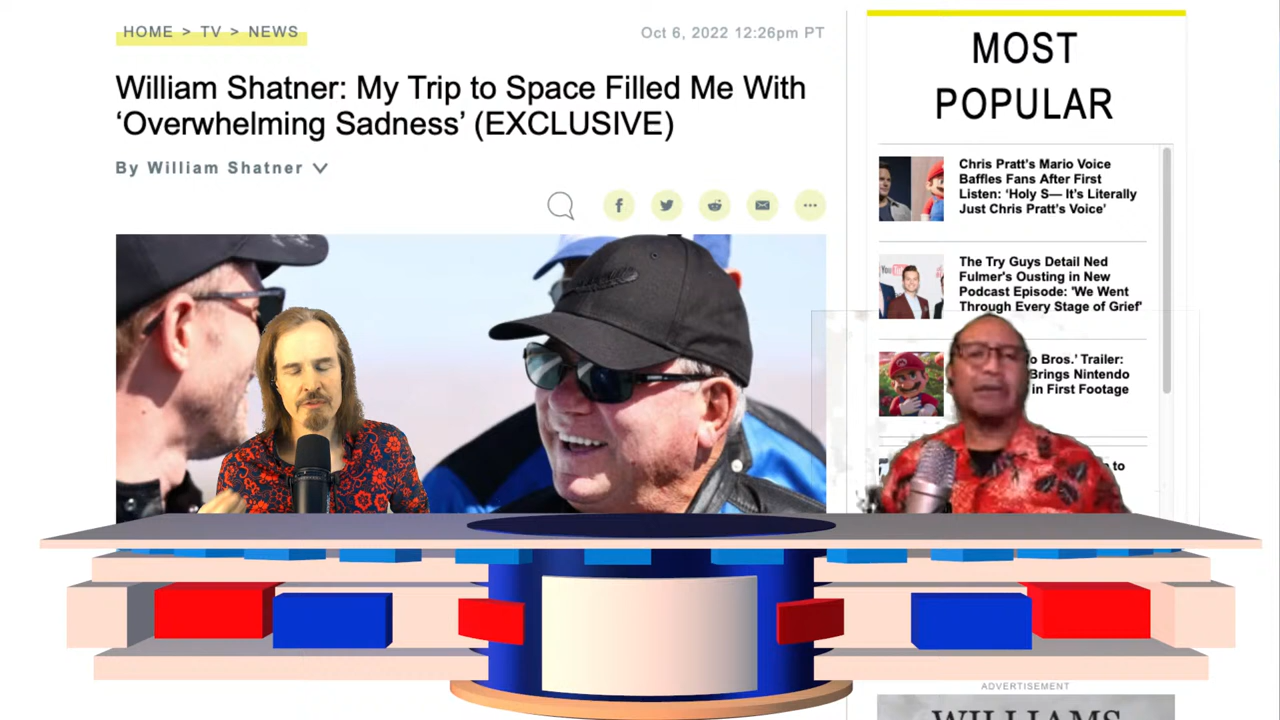 HOME > TV > NEWS
Oct 6, 2022 12:26pm PT
William Shatner: My Trip to Space Filled Me With
‘Overwhelming Sadness’ (EXCLUSIVE)
By William Shatner
MOST
POPULAR
Chris Pratt’s Mario Voice
Baffles Fans After First
Listen: ‘Holy S— It’s Literally
Just Chris Pratt’s Voice’
The Try Guys Detail Ned
Fulmer's Ousting in New
Podcast Episode: 'We Went
Through Every Stage of Grief'
Bros.’ Trailer:
Brings Nintendo
in First Footage
to
ADVERTISEMENT
WILLIAMS